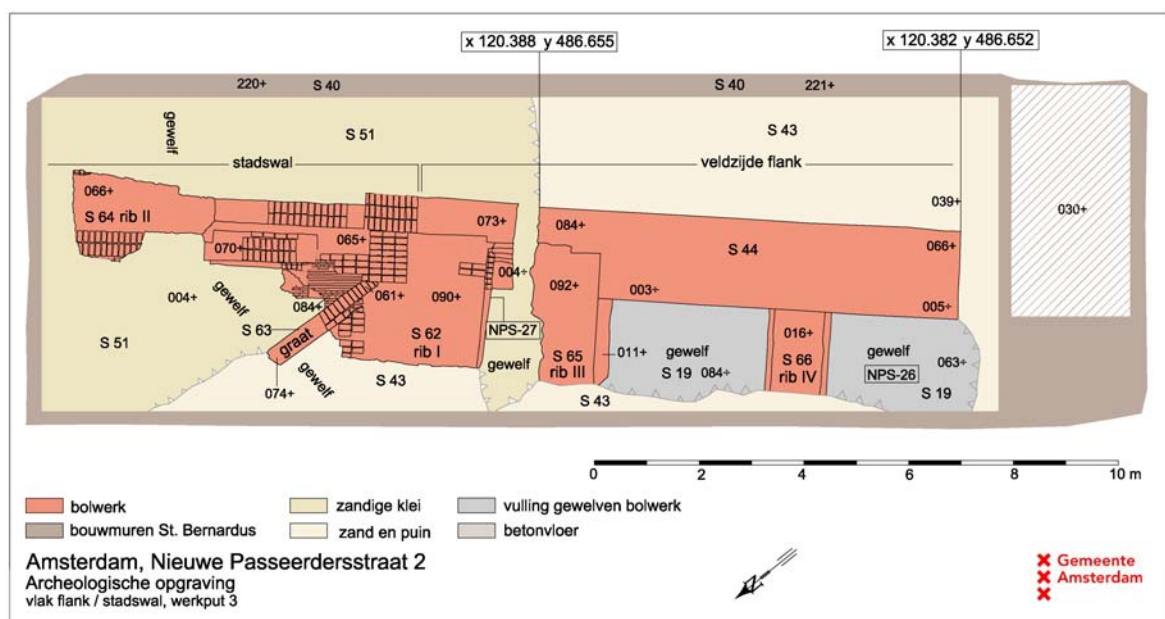 x 120.388 y 486.655
x 120.382 y 486.652
220+ S 40 S 40 221+
gewelf
S 51
S 43
stadswal
veldzijde flank
066+
S 64 rib II
073+
084+
039+
066+
070+
065+
S 44
004+
gewelf
084+
061+
090+
004÷
092+
003÷
005÷
S 51
S 63
graat
gewelf
074+
S 62
rib I
S 43
NPS-27
gewelf
S 65
rib III
S 43
011+
gewelf
S 19 084÷
016+
S 66
rib IV
gewelf
NPS-26
063+
S 19
030+
0 2 4 6 8 10 m
bolwerk
bouwmuren St. Bernardus
zandige klei
zand en puin
vulling gewelven bolwerk
betonvloer
Amsterdam, Nieuwe Passeerdersstraat 2
Archeologische opgraving
vlak flank / stadswal, werkput 3
N
Gemeente
Amsterdam